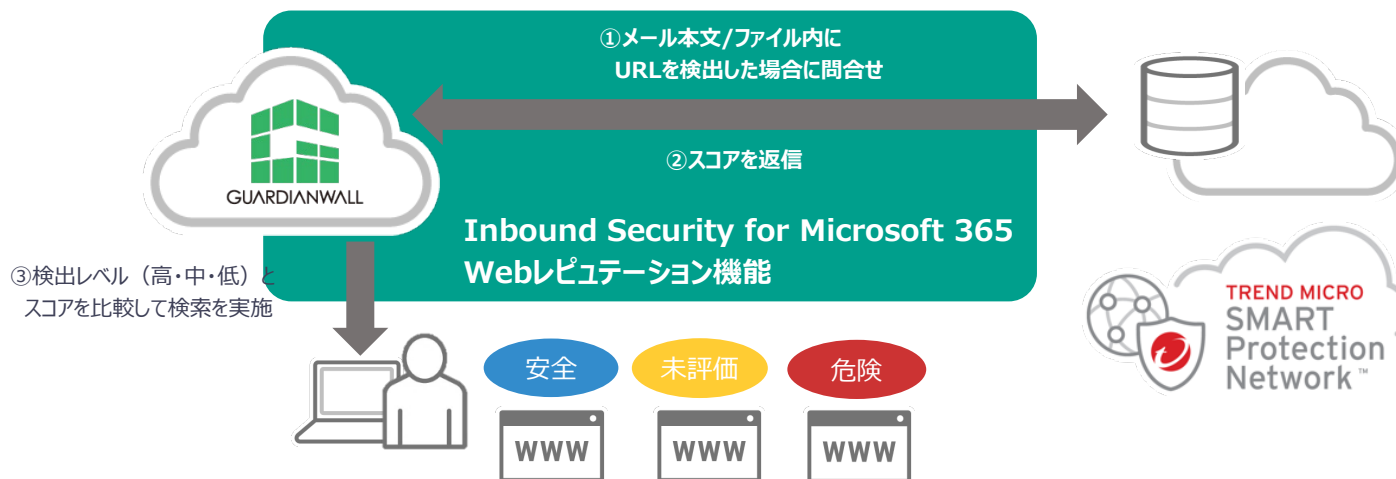 ①メール本文/ファイル内に
URLを検出した場合に問合せ
②スコアを返信
GUARDIANWALL
Inbound Security for Microsoft 365
Webレピュテーション機能
③検出レベル（高・中・低）と
スコアを比較して検索を実施
TREND MICRO
SMART
Protection
Network™
安全
未評価
危険
WWW
WWW
WWW